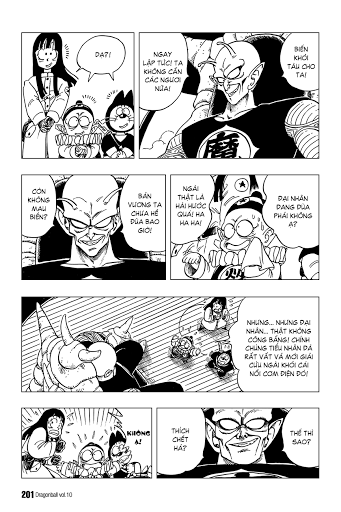 DẠ?!
NGAY
LẬP TỨC! TA
KHÔNG CẦN
CÁC NGƯƠI
NỮA!
BIẾN
KHỎI
TÀU CHO
TA!
魔
CÒN
KHÔNG
MAU
BIẾN?
BÁN
VƯƠNG TA
CHƯA HỀ
ĐÙA BAO
GIỜ!
NGÀI
THẬT LÀ
HÀI HƯỚC
QUÁ! HA
HA HA!
ĐẠI NHÂN
ĐANG ĐÙA
PHẢI KHÔNG
Ạ?
NHƯNG... NHƯNG ĐẠI
NHÂN... THẬT KHÔNG
CÔNG BẰNG! CHÍNH
CHÚNG TIỂU NHÂN ĐÃ
RẤT VẤT VẢ MỚI GIẢI
CỨU NGÀI KHỎI CÁI
NỒI CƠM ĐIỆN ĐÓ!
KHÔNG
Ạ!
THÍCH
CHẾT
HẢ?
THẾ THÌ
SAO?
201 Dragonball vol.10